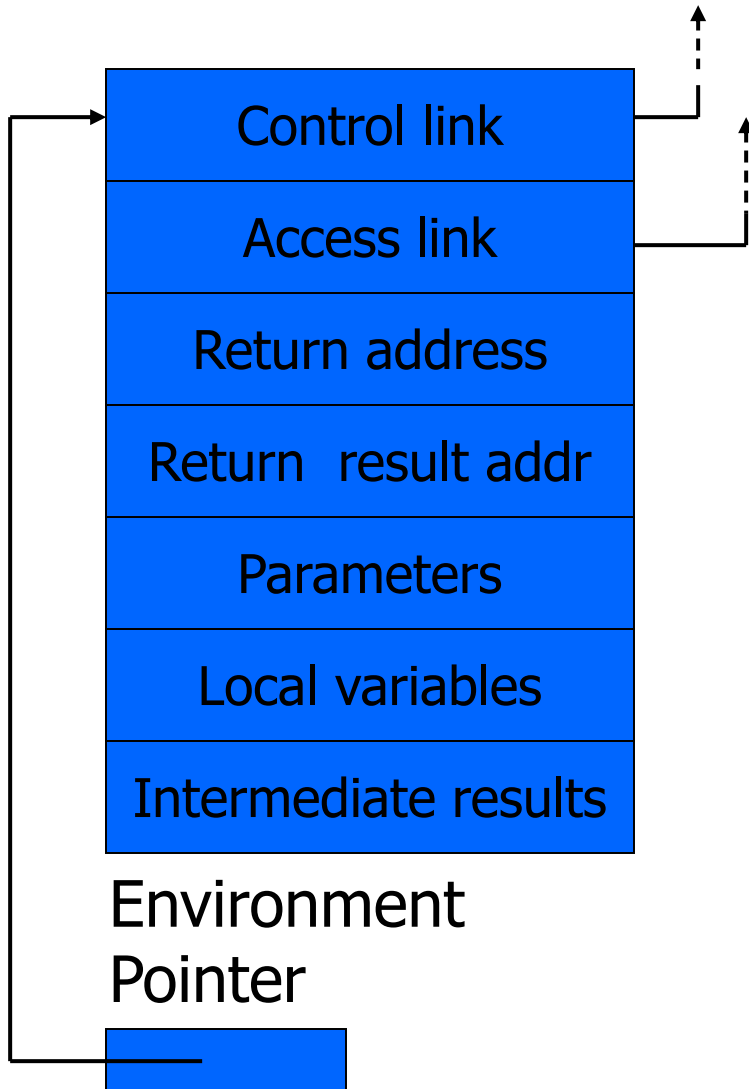 Control link
Access link
Return address
Return  result addr
Parameters
Local variables
Intermediate results
Environment
Pointer